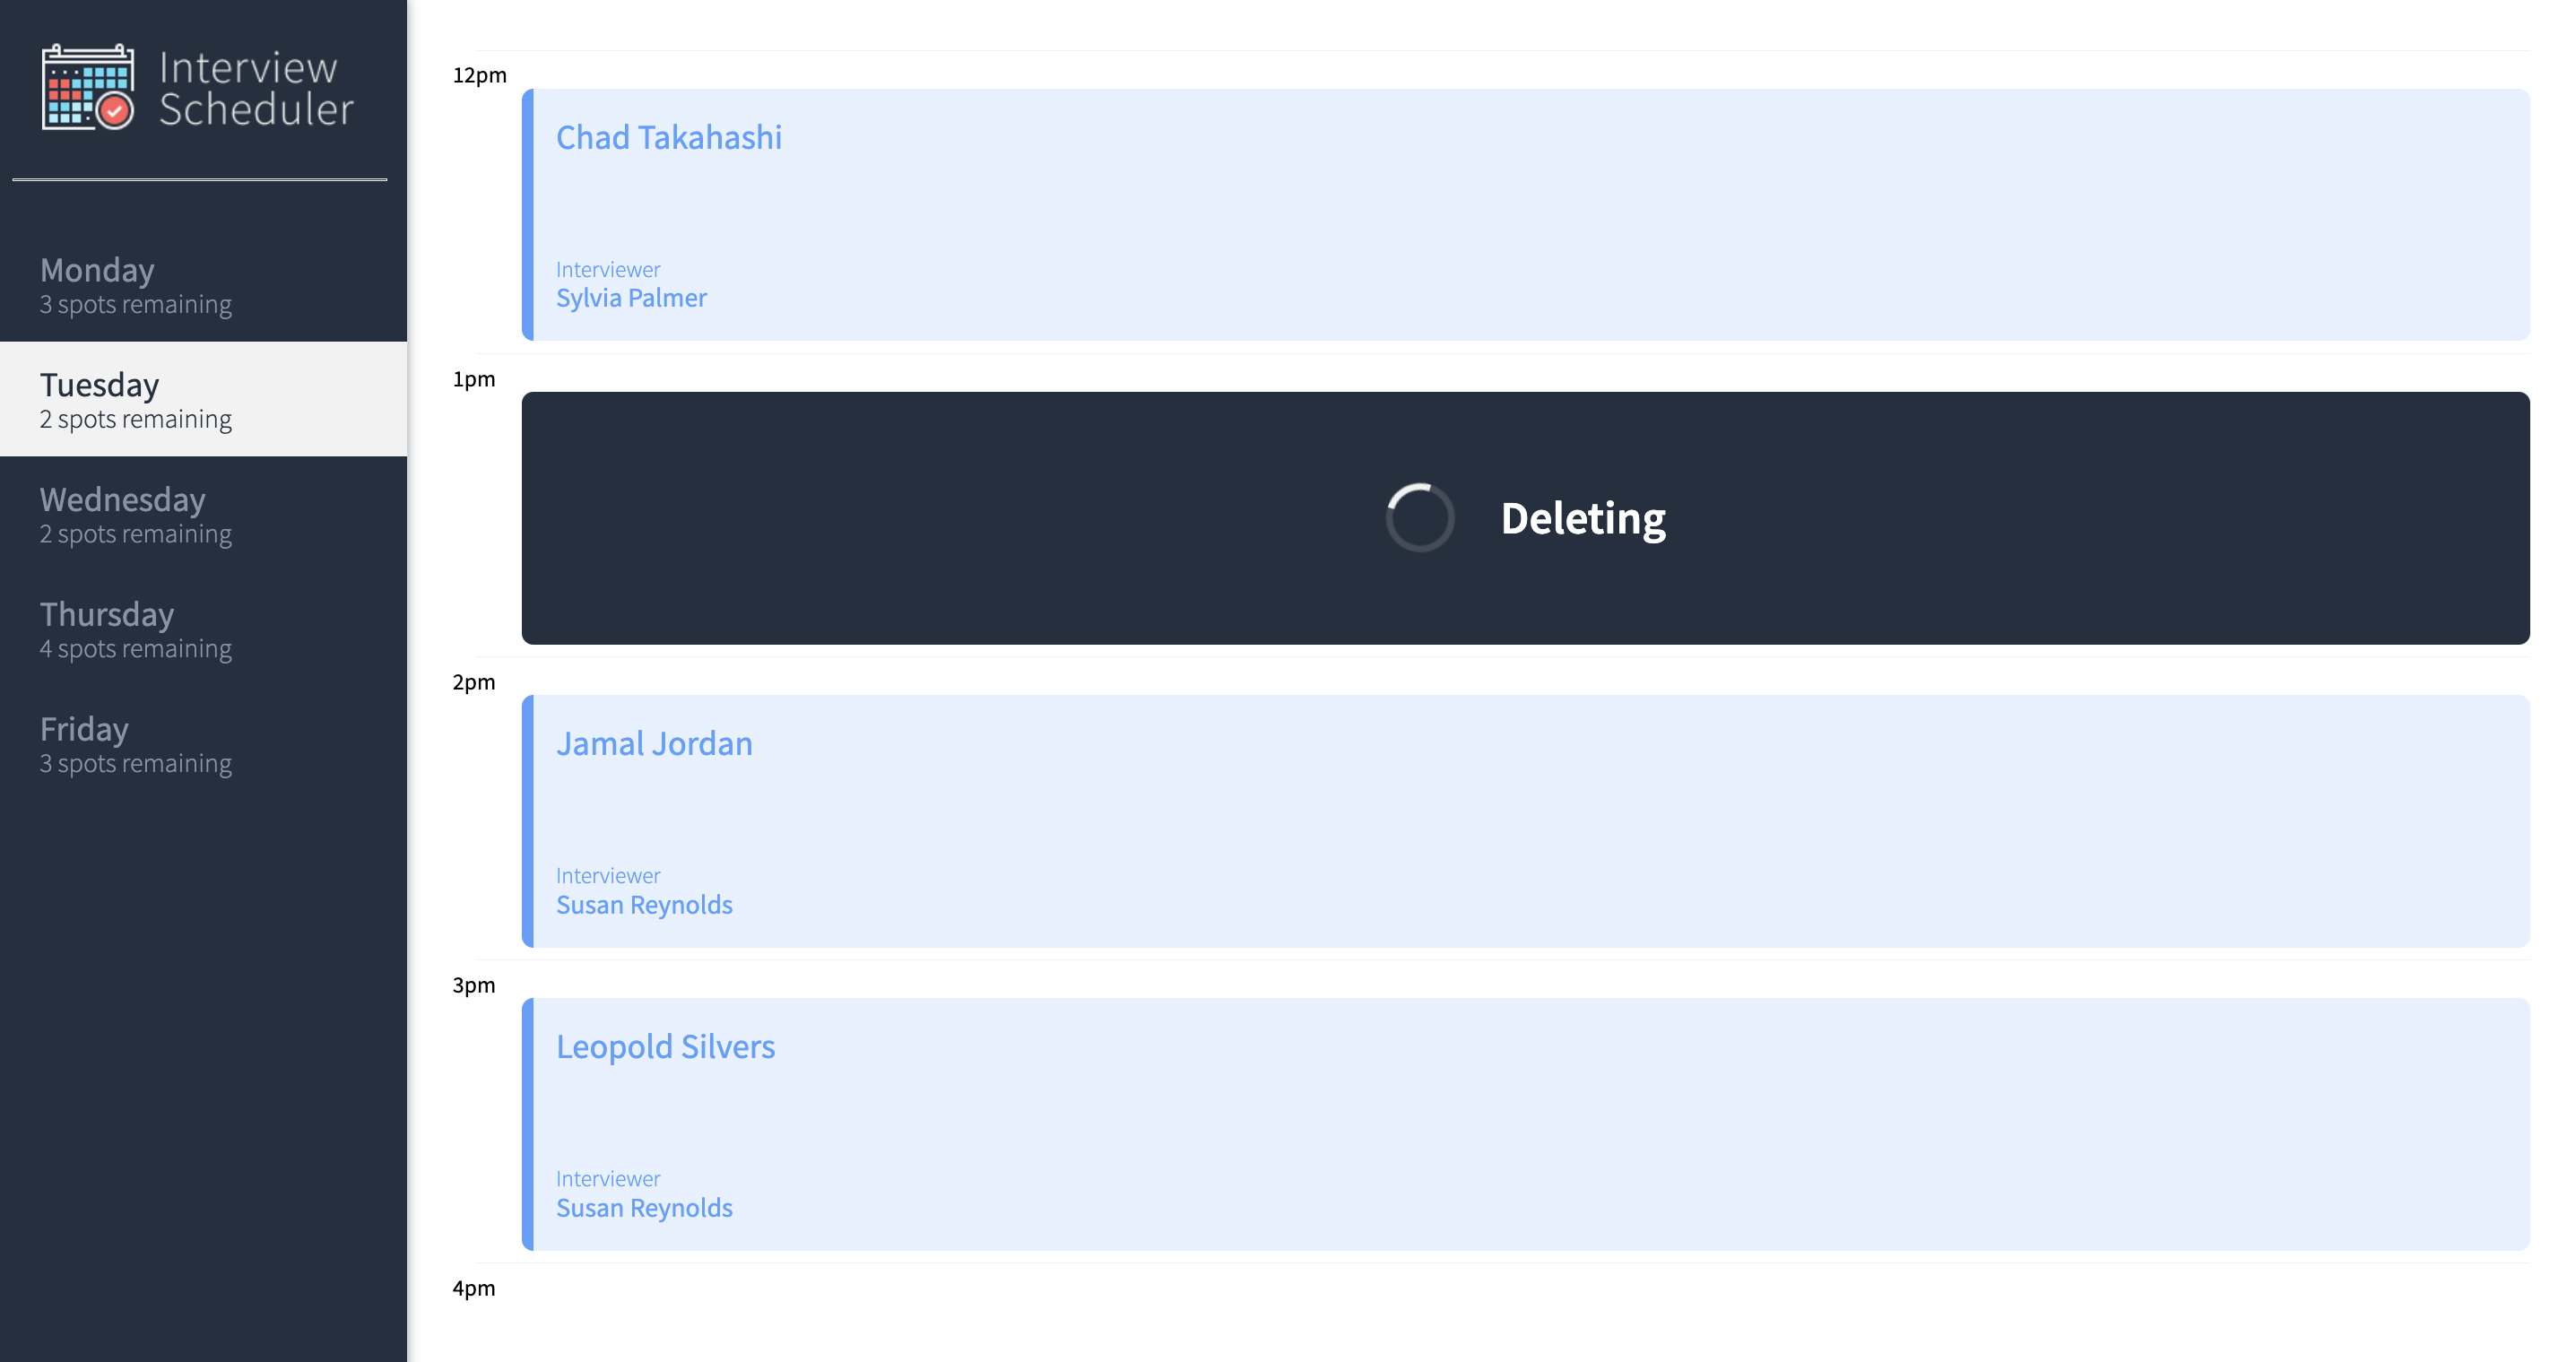 Interview
Scheduler
Monday
3 spots remaining
Tuesday
2 spots remaining
Wednesday
2 spots remaining
Thursday
4 spots remaining
Friday
3 spots remaining
12pm
Chad Takahashi
Interviewer
Sylvia Palmer
1pm
Deleting
2pm
Jamal Jordan
Interviewer
Susan Reynolds
3pm
Leopold Silvers
Interviewer
Susan Reynolds
4pm